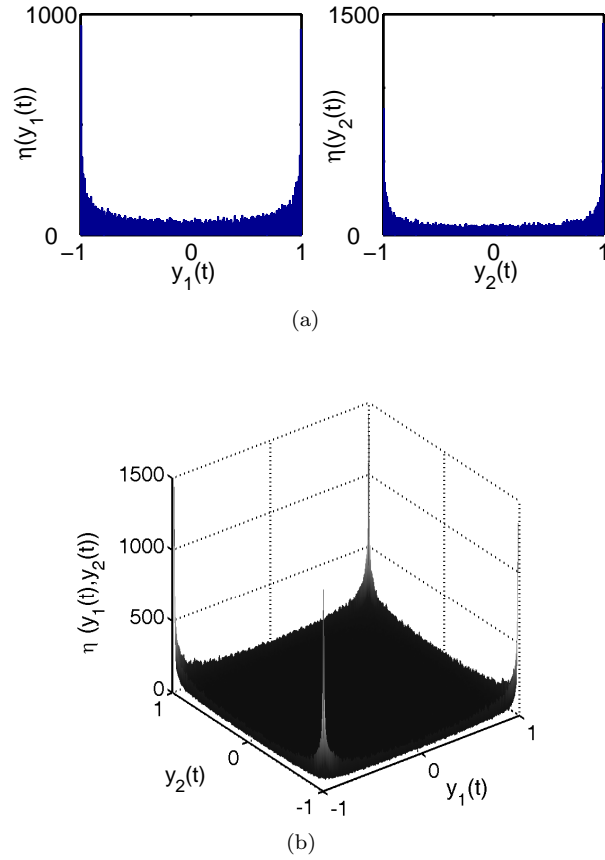 1000
η(y1(t))
0
−1 0 1
y1(t)
1500
η(y2(t))
0
−1 0 1
y2(t)
(a)
1500
1000
500
0
η (y1(t),y2(t))
1
0
-1
y2(t)
-1
0
1
y1(t)
(b)